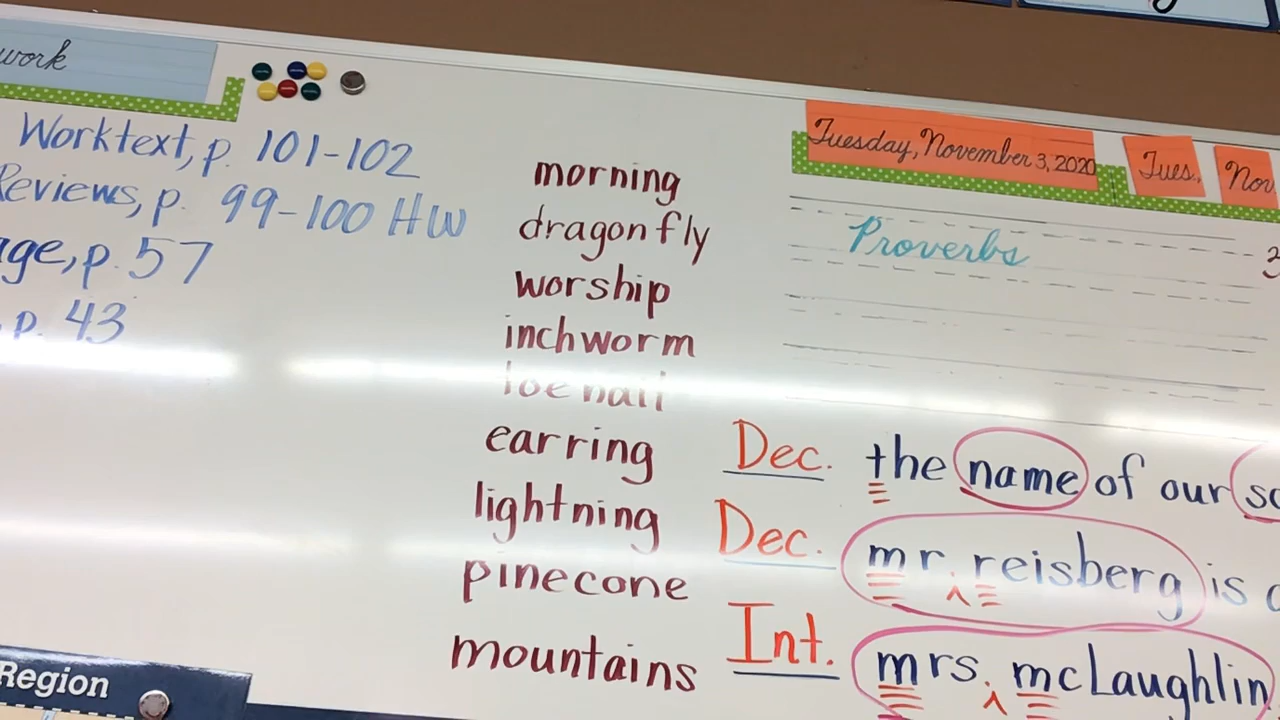 work
Worktext, p. 101-102
Reviews, p. 99-100 HW
age, p. 57
p. 43
morning
dragonfly
worship
inchworm
toenail
earring
lightning
pinecone
mountains
Tuesday, November 3, 2020
Tues.
Nov
Proverbs
3
Dec. the name of our
Dec. mr. reisberg is
Int. mrs. mcLaughlin
Region